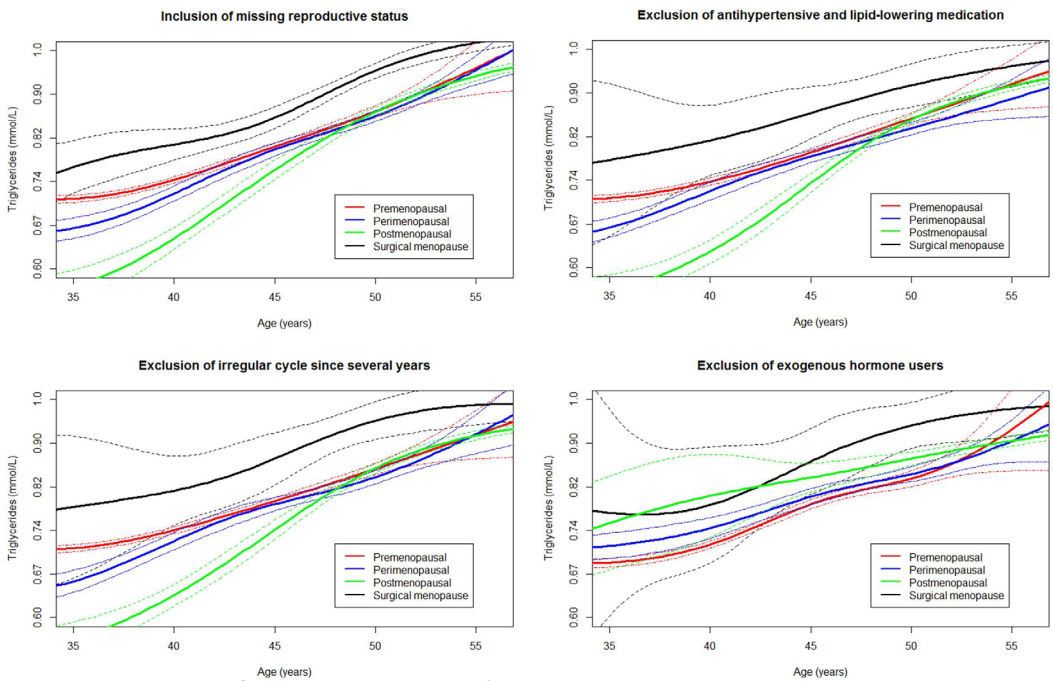 Inclusion of missing reproductive status
Triglycerides (mmol/L)
1.0
0.90
0.82
0.74
0.67
0.60
Premenopausal
Perimenopausal
Postmenopausal
Surgical menopause
35 40 45 50 55
Age (years)
Exclusion of antihypertensive and lipid-lowering medication
Triglycerides (mmol/L)
1.0
0.90
0.82
0.74
0.67
0.60
Premenopausal
Perimenopausal
Postmenopausal
Surgical menopause
35 40 45 50 55
Age (years)
Exclusion of irregular cycle since several years
Triglycerides (mmol/L)
1.0
0.90
0.82
0.74
0.67
0.60
Premenopausal
Perimenopausal
Postmenopausal
Surgical menopause
35 40 45 50 55
Age (years)
Exclusion of exogenous hormone users
Triglycerides (mmol/L)
1.0
0.90
0.82
0.74
0.67
0.60
Premenopausal
Perimenopausal
Postmenopausal
Surgical menopause
35 40 45 50 55
Age (years)